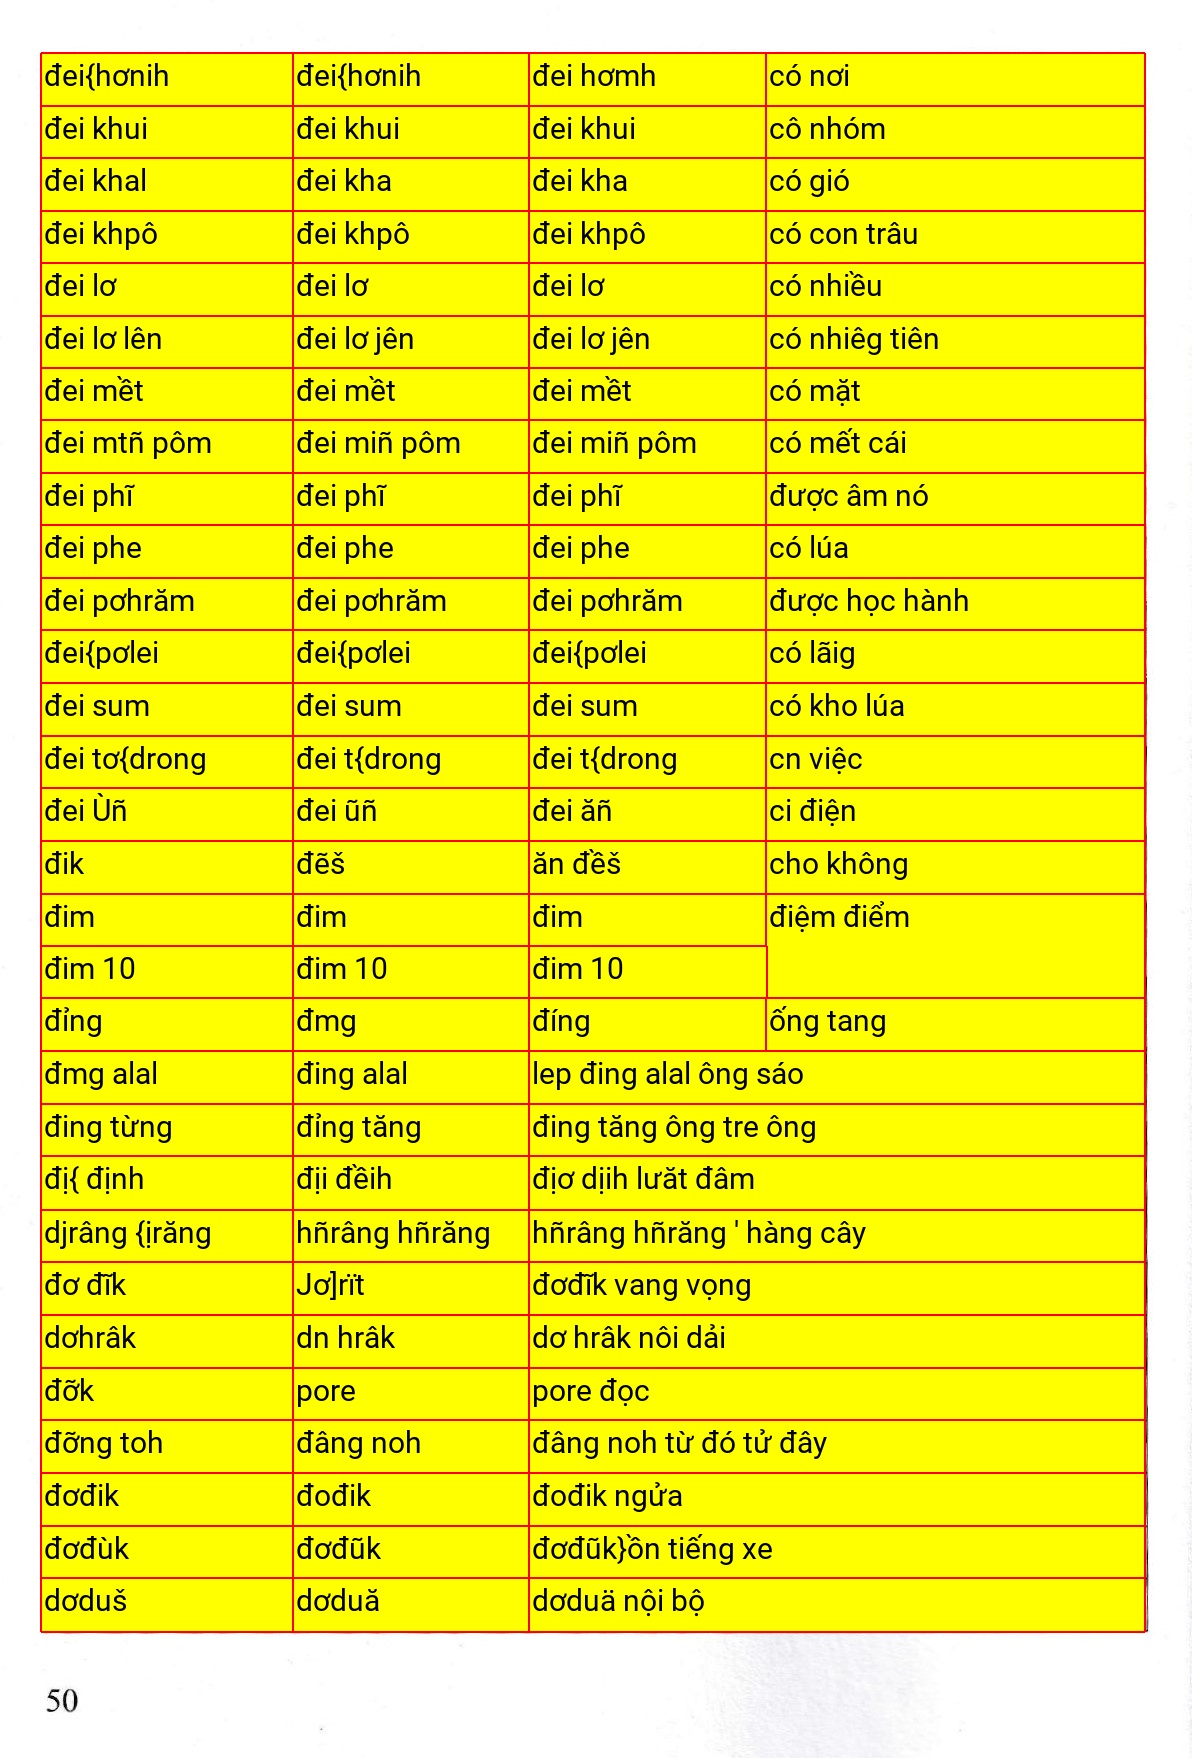 đei{hơnih đei{hơnih đei hơmh có nơi
đei khui đei khui đei khui cô nhóm
đei khal đei kha đei kha có gió
đei khpô đei khpô đei khpô có con trâu
đei lơ đei lơ đei lơ có nhiều
đei lơ lên đei lơ jên đei lơ jên có nhiêg tiên
đei mềt đei mềt đei mềt có mặt
đei mtñ pôm đei miñ pôm đei miñ pôm có mết cái
đei phĩ đei phĩ đei phĩ được âm nó
đei phe đei phe đei phe có lúa
đei pơhrăm đei pơhrăm đei pơhrăm được học hành
đei{pơlei đei{pơlei đei{pơlei có lãig
đei sum đei sum đei sum có kho lúa
đei tơ{drong đei t{drong đei t{drong cn việc
đei Ùñ đei ũñ đei ăñ ci điện
đik đẽš ăn đềš cho không
đim đim đim điệm điểm
đim 10 đim 10 đim 10
đỉng đmg đíng ống tang
đmg alal đing alal lep đing alal ông sáo
đing từng đỉng tăng đing tăng ông tre ông
đị{ định địi đềih địơ dịih lưăt đâm
djrâng {ịrăng hñrâng hñrăng hñrâng hñrăng ' hàng cây
đơ đĩk Jơ]rït đơđĩk vang vọng
dơhrâk dn hrâk dơ hrâk nôi dải
đỡk pore pore đọc
đỡng toh đâng noh đâng noh từ đó tử đây
đơđik đođik đođik ngửa
đơđùk đơđũk đơđũk}ồn tiếng xe
dơduš dơduă dơduä nội bộ
50